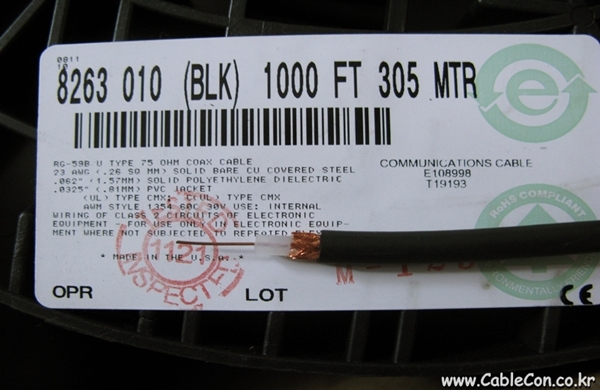 0811
10
8263 010 (BLK) 1000 FT 305 MTR
RG-59B U TYPE 75 OHM COAX CABLE
23 AWG (.26 SQ MM) SOLID BARE CU COVERED STEEL
.062" (1.57MM) SOLID POLYETHYLENE DIELECTRIC
.0325" (.81MM) PVC JACKET
(UL) TYPE CMX; C(UL) TYPE CMX
AWM STYLE 1354 60C 30V USE: INTERNAL
WIRING OF CLASS 2 CIRCUITS OF ELECTRONIC
EQUIPMENT - FOR USE ONLY IN ELECTRONIC EQUIP-
MENT WHERE NOT SUBJECTED REPEATED
* MADE IN THE U.S.A. *
COMMUNICATIONS CABLE
E108998
T19193
1121
INSPECTED
RoHS COMPLIANT
OPR
LOT
CE
www.CableCon.co.kr